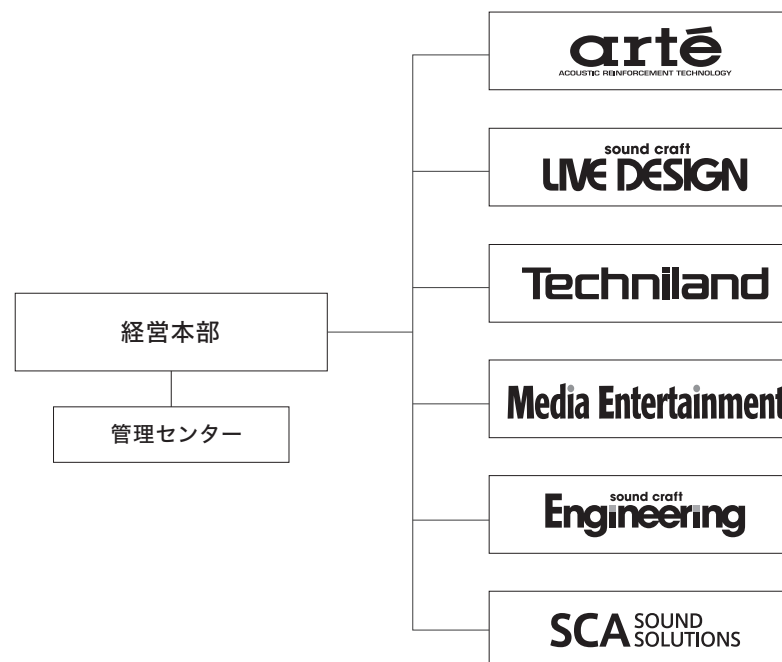 arté
ACOUSTIC REINFORCEMENT TECHNOLOGY
sound craft
LIVE DESIGN
Techniland
経営本部
Media Entertainment
管理センター
sound craft
Engineering
SCA SOUND
SOLUTIONS